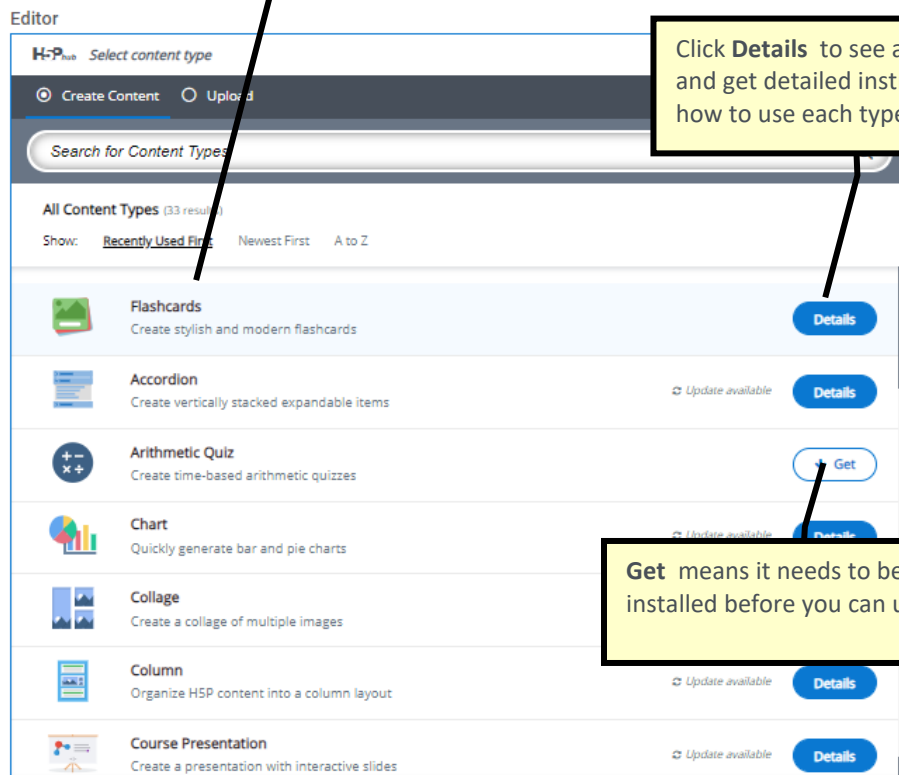 Editor
H5Phub Select content type
Create Content Upload
Search for Content Types
All Content Types (33 results)
Show: Recently Used First Newest First A to Z
Click Details to see a
and get detailed inst
how to use each type
Flashcards
Create stylish and modern flashcards
Details
Accordion
Create vertically stacked expandable items
Update available
Details
Arithmetic Quiz
Create time-based arithmetic quizzes
Get
Chart
Quickly generate bar and pie charts
Update available
Details
Get means it needs to be
installed before you can u
Collage
Create a collage of multiple images
Column
Organize H5P content into a column layout
Update available
Details
Course Presentation
Create a presentation with interactive slides
Update available
Details